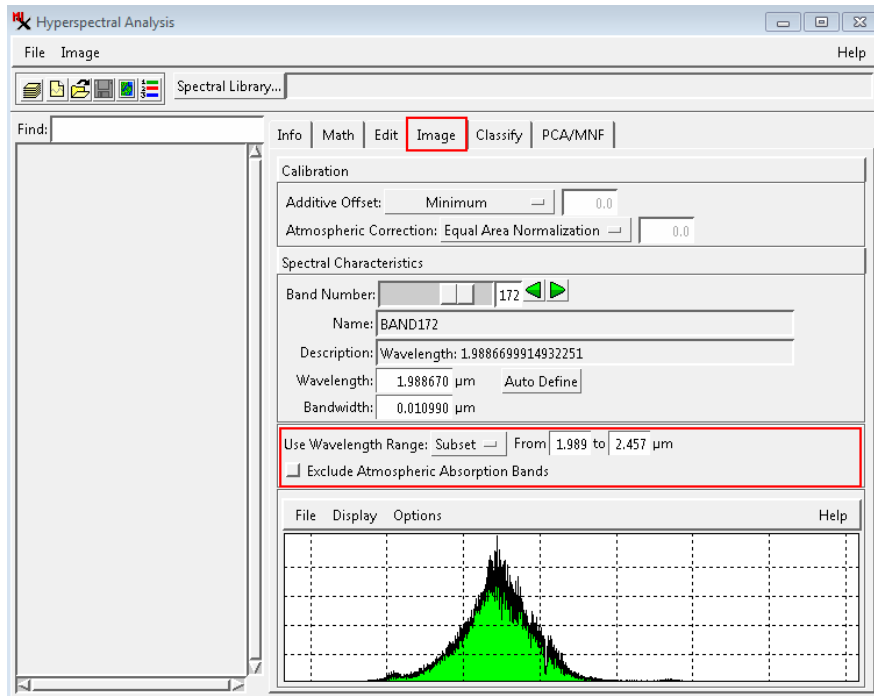 Hyperspectral Analysis
File Image Help
Spectral Library...
Find:
Info Math Edit Image Classify PCA/MNF
Calibration
Additive Offset: Minimum 0.0
Atmospheric Correction: Equal Area Normalization 0.0
Spectral Characteristics
Band Number: 172
Name: BAND172
Description: Wavelength: 1.9886699914932251
Wavelength: 1.988670 µm Auto Define
Bandwidth: 0.010990 µm
Use Wavelength Range: Subset From 1.989 to 2.457 µm
Exclude Atmospheric Absorption Bands
File Display Options Help